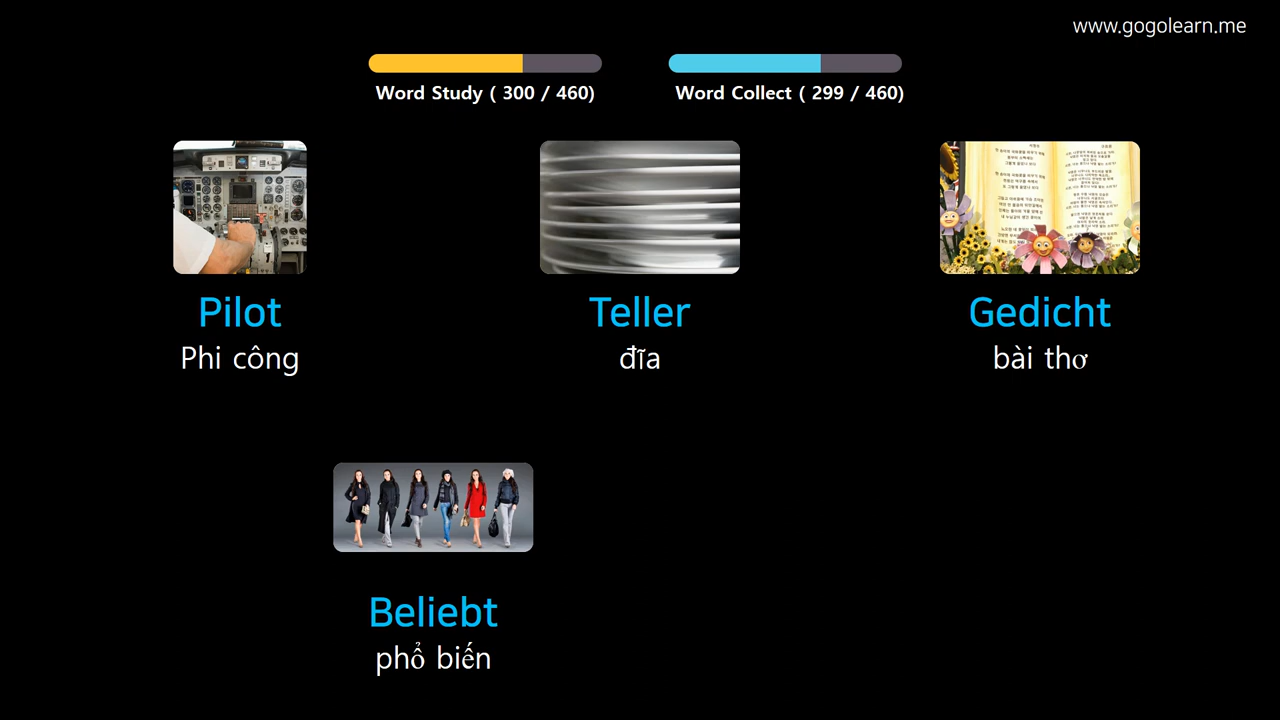 www.gogolearn.me
Word Study ( 300 / 460)
Word Collect ( 299 / 460)
Pilot
Phi công
Teller
đĩa
Gedicht
bài thơ
Beliebt
phổ biến